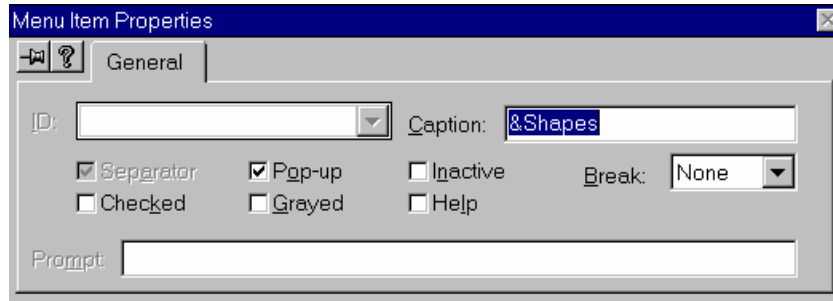 Menu Item Properties
? General
ID: Caption: &Shapes
Separator Pop-up Inactive Break: None
Checked Grayed Help
Prompt: